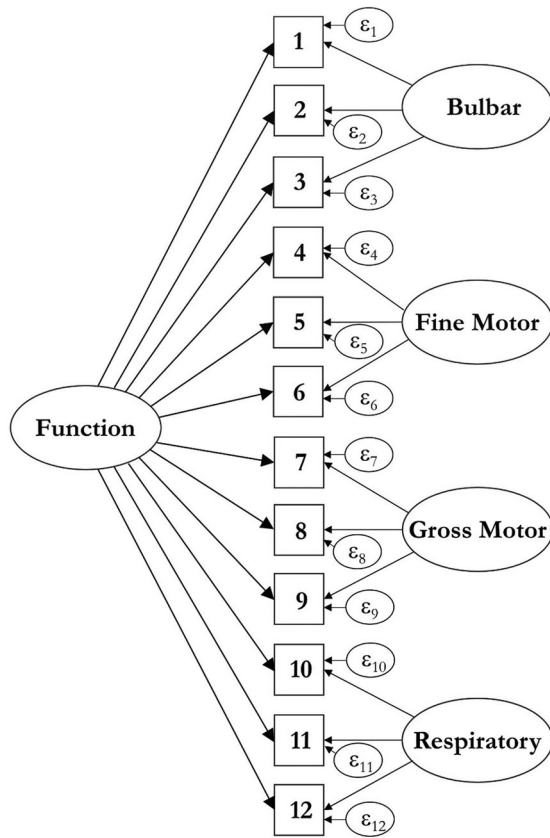 1
ε1
2
Bulbar
ε2
3
ε3
4
ε4
5
Fine Motor
ε5
6
ε6
Function
7
ε7
8
Gross Motor
ε8
9
ε9
10
ε10
11
Respiratory
ε11
12
ε12